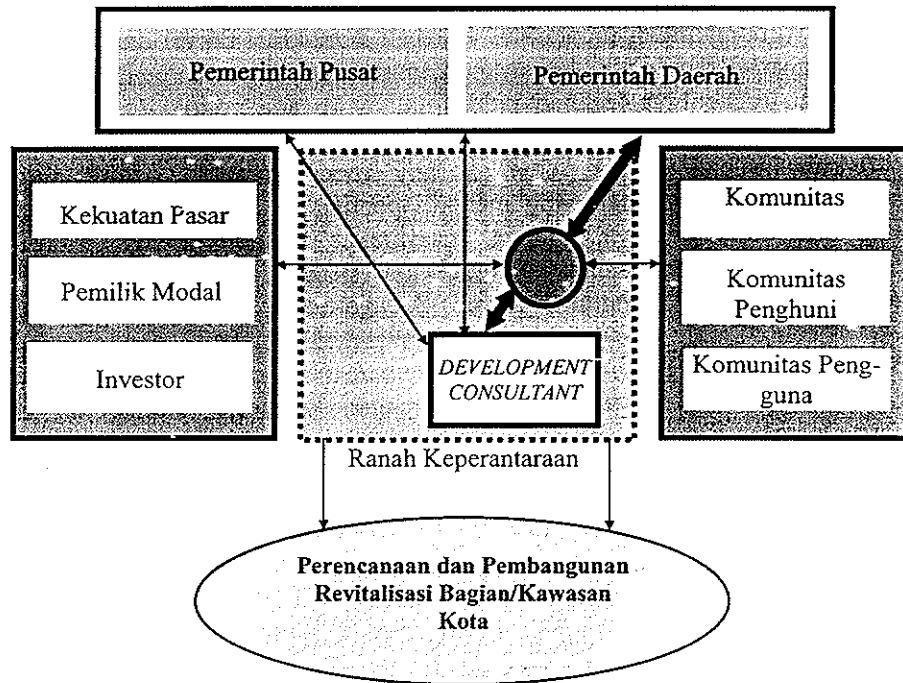 Pemerintah Pusat
Pemerintah Daerah
Kekuatan Pasar
Pemilik Modal
Investor
Komunitas
Komunitas
Penghuni
Komunitas Peng-
guna
DEVELOPMENT
CONSULTANT
Ranah Keperantaraan
Perencanaan dan Pembangunan
Revitalisasi Bagian/Kawasan
Kota